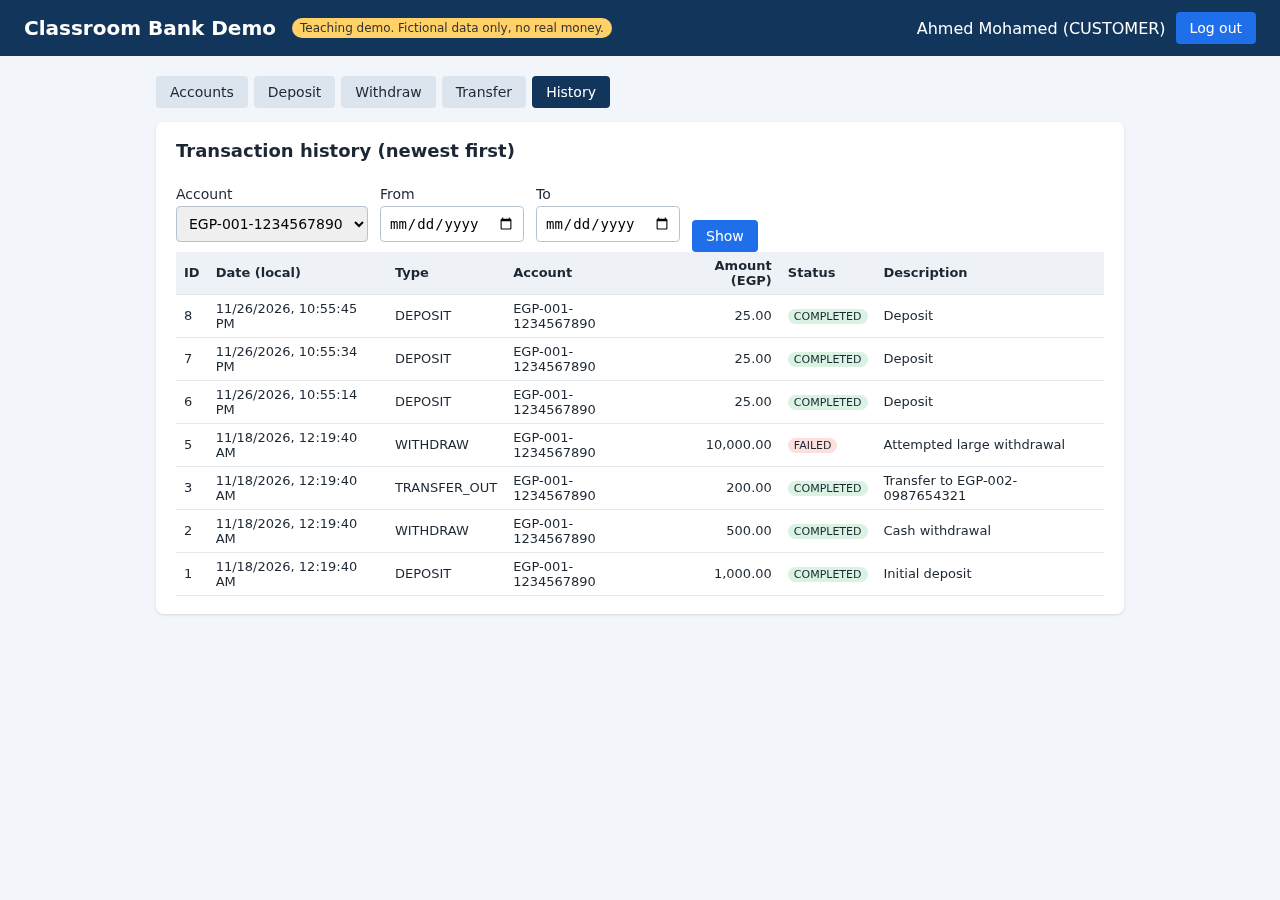 Classroom Bank Demo
Teaching demo. Fictional data only, no real money.
Ahmed Mohamed (CUSTOMER)
Log out
Accounts
Deposit
Withdraw
Transfer
History
Transaction history (newest first)
Account
From
To
EGP-001-1234567890
mm/dd/yyyy
mm/dd/yyyy
Show
ID Date (local) Type Account Amount (EGP) Status Description
8 11/26/2026, 10:55:45 PM DEPOSIT EGP-001-1234567890 25.00 COMPLETED Deposit
7 11/26/2026, 10:55:34 PM DEPOSIT EGP-001-1234567890 25.00 COMPLETED Deposit
6 11/26/2026, 10:55:14 PM DEPOSIT EGP-001-1234567890 25.00 COMPLETED Deposit
5 11/18/2026, 12:19:40 AM WITHDRAW EGP-001-1234567890 10,000.00 FAILED Attempted large withdrawal
3 11/18/2026, 12:19:40 AM TRANSFER_OUT EGP-001-1234567890 200.00 COMPLETED Transfer to EGP-002-0987654321
2 11/18/2026, 12:19:40 AM WITHDRAW EGP-001-1234567890 500.00 COMPLETED Cash withdrawal
1 11/18/2026, 12:19:40 AM DEPOSIT EGP-001-1234567890 1,000.00 COMPLETED Initial deposit